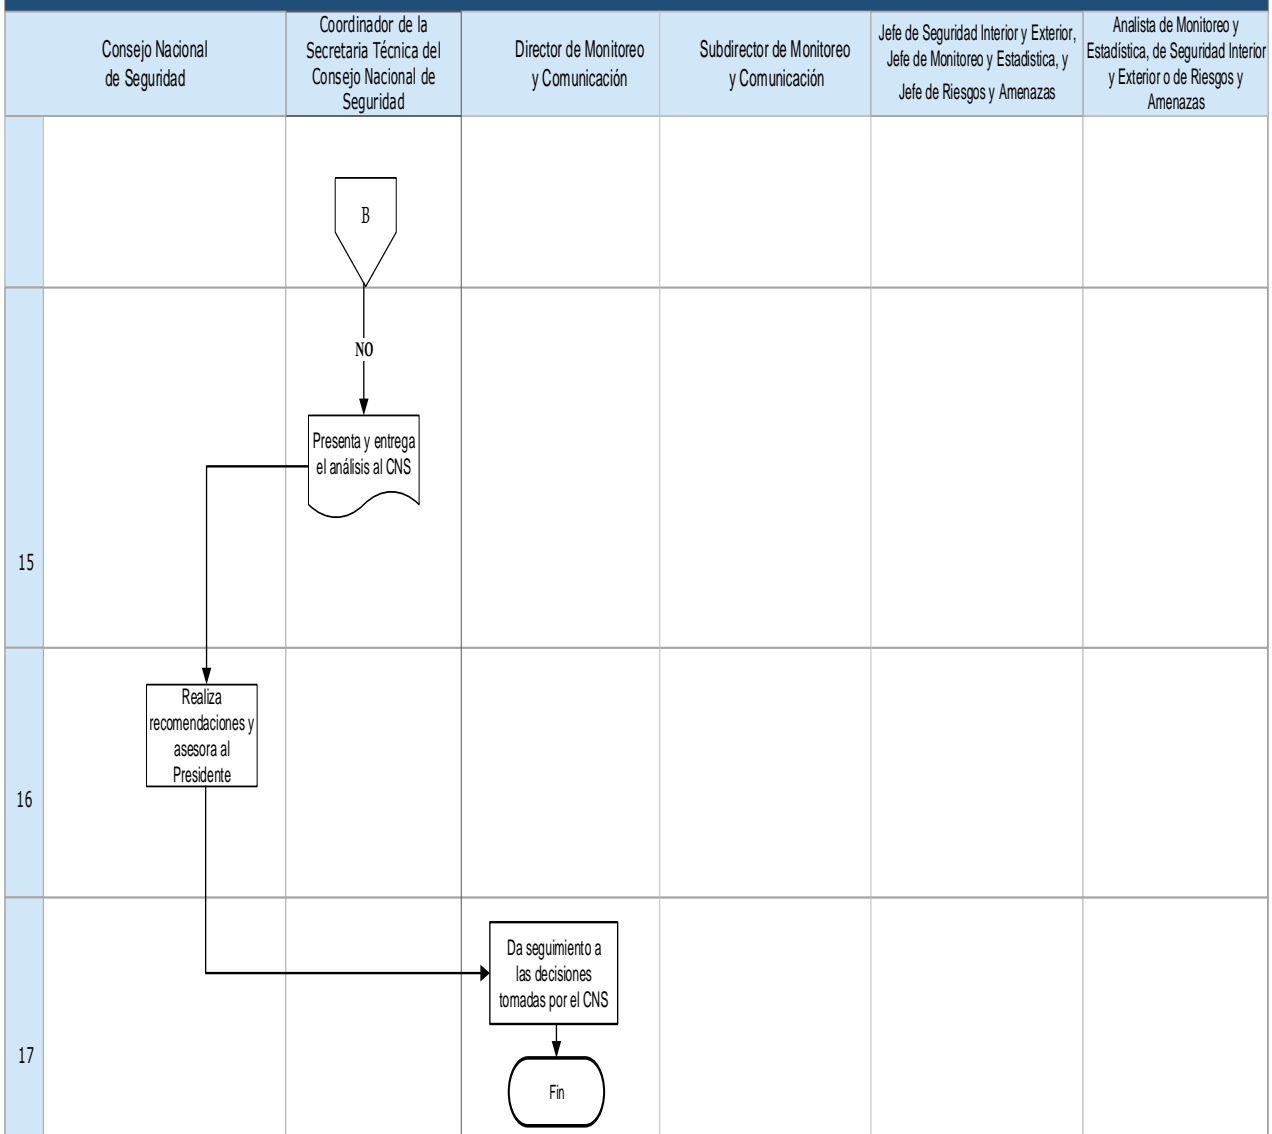 Consejo Nacional
de Seguridad
Coordinador de la
Secretaria Técnica del
Consejo Nacional de
Seguridad
Director de Monitoreo
y Comunicación
Subdirector de Monitoreo
y Comunicación
Jefe de Seguridad Interior y Exterior,
Jefe de Monitoreo y Estadistica, y
Jefe de Riesgos y Amenazas
Analista de Monitoreo y
Estadística, de Seguridad Interior
y Exterior o de Riesgos y
Amenazas
B
NO
Presenta y entrega
el análisis al CNS
15
Realiza
recomendaciones y
asesora al
Presidente
16
Da seguimiento a
las decisiones
tomadas por el CNS
17
Fin